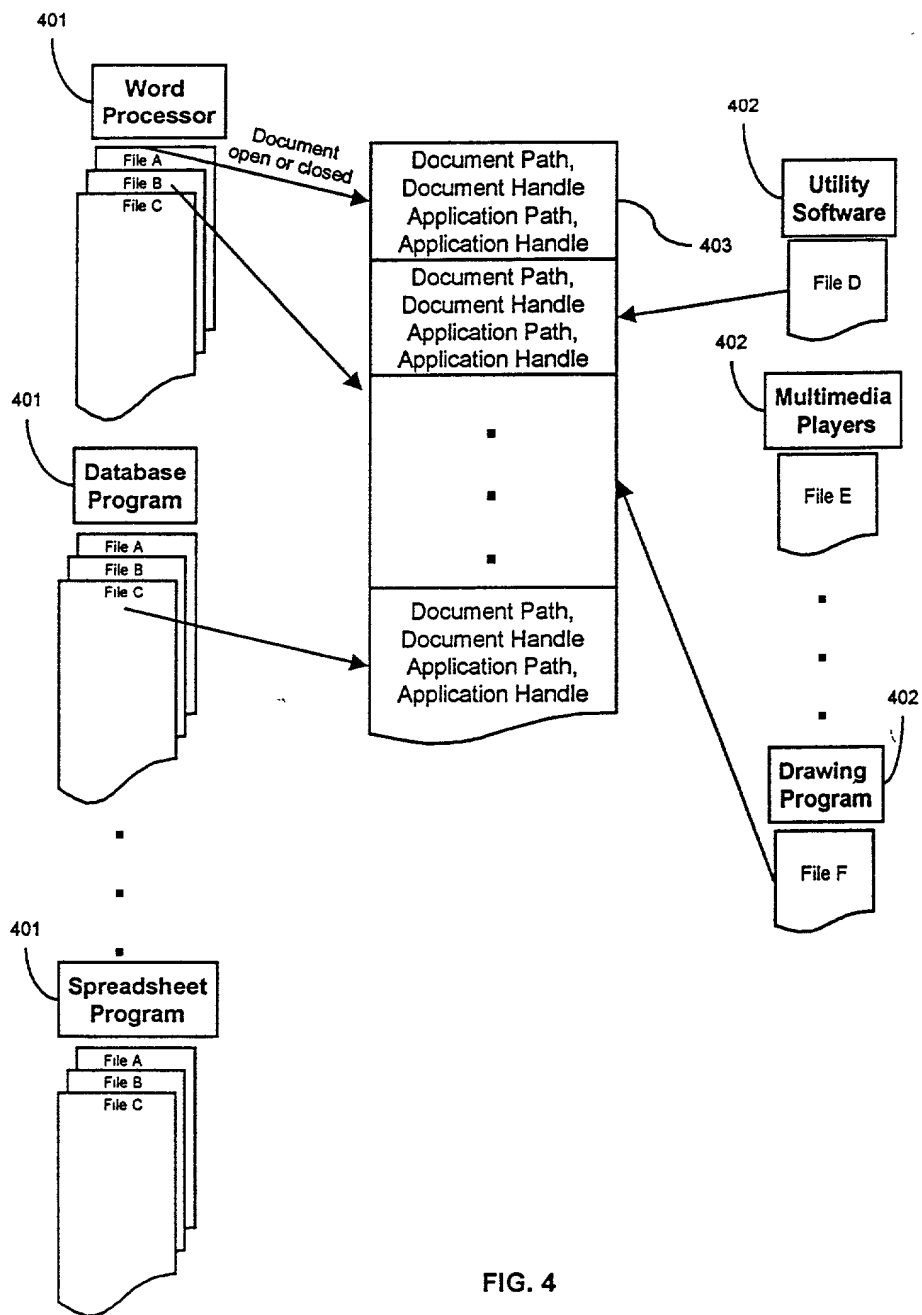 401
Word
Processor
File A
File B
File C
Document
open or closed
401
Database
Program
File A
File B
File C
401
Spreadsheet
Program
File A
File B
File C
Document Path,
Document Handle
Application Path,
Application Handle
Document Path,
Document Handle
Application Path,
Application Handle
Document Path,
Document Handle
Application Path,
Application Handle
403
402
Utility
Software
File D
402
Multimedia
Players
File E
402
Drawing
Program
File F
FIG. 4